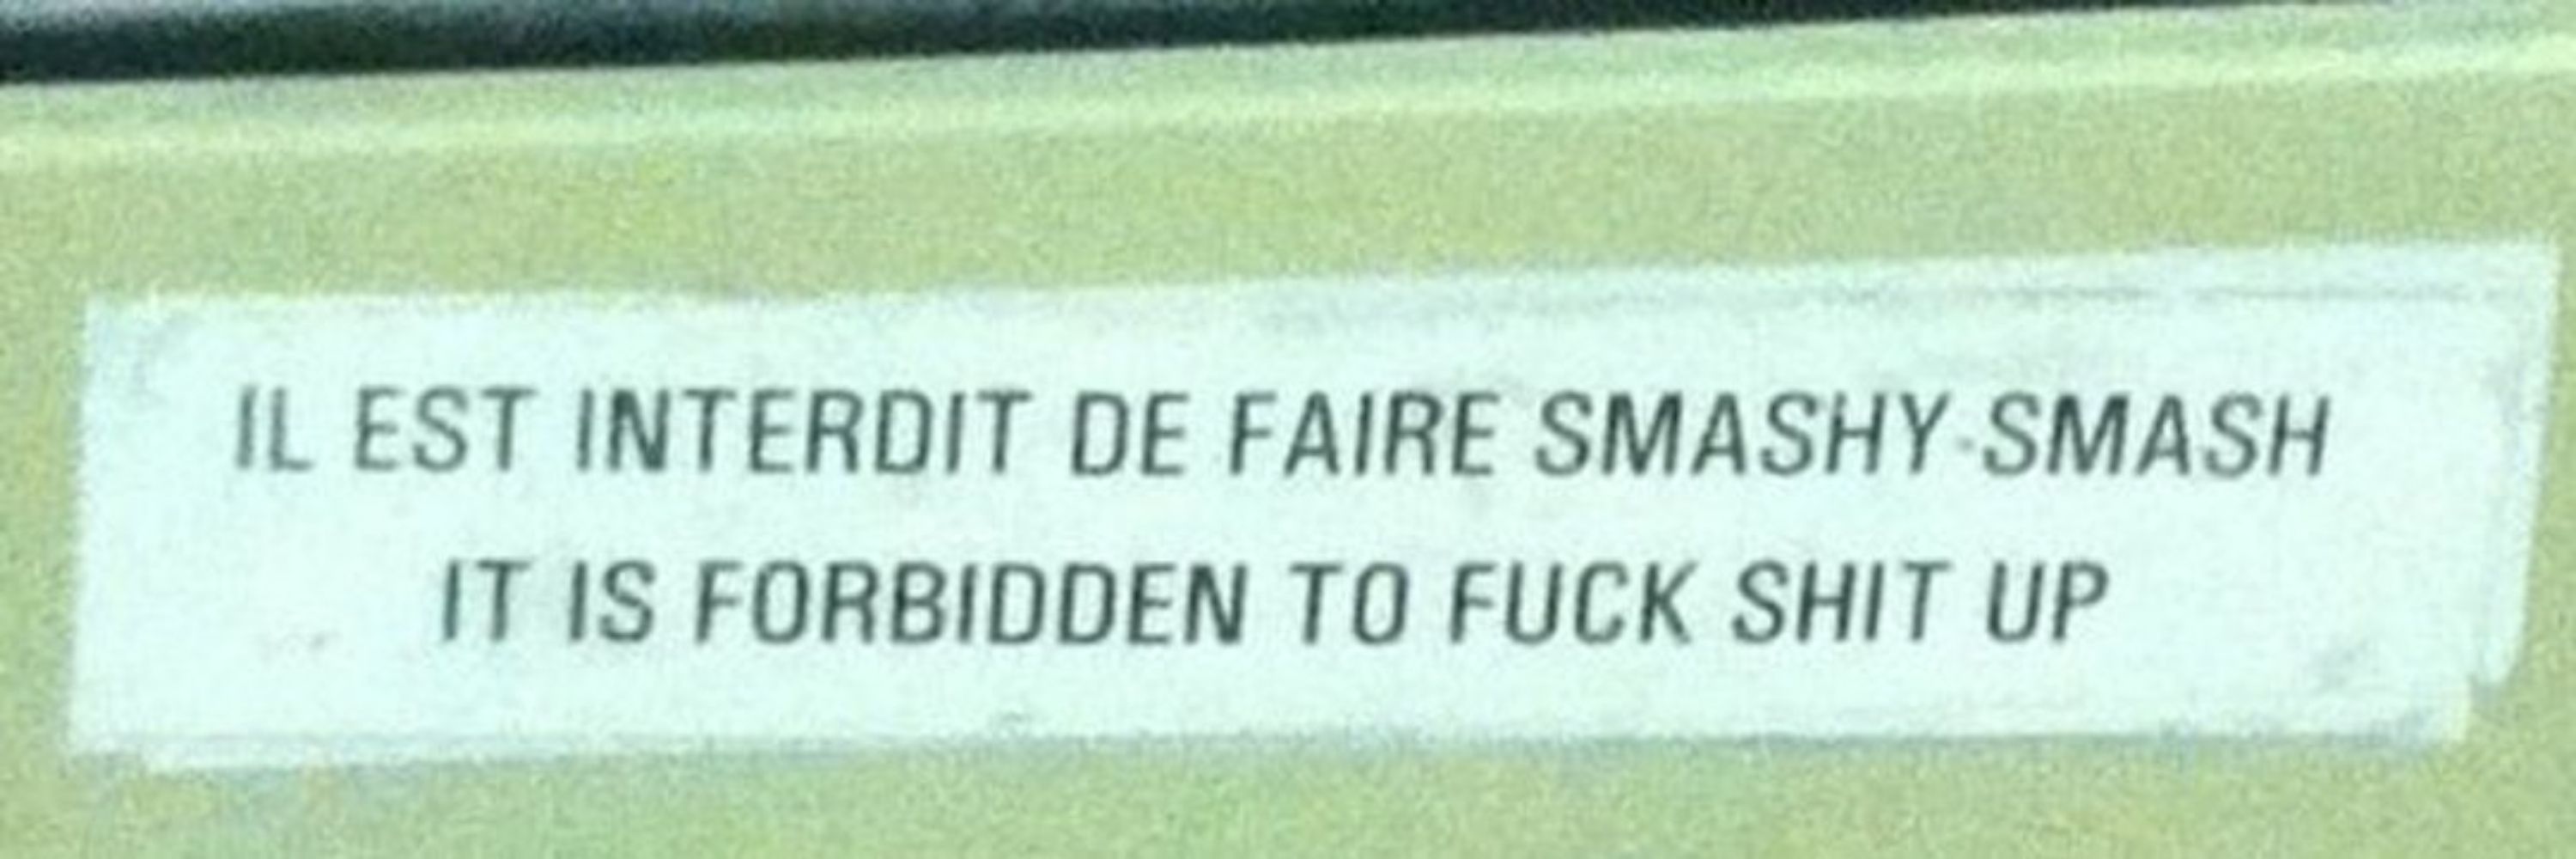 IL EST INTERDIT DE FAIRE SMASHY-SMASH
IT IS FORBIDDEN TO FUCK SHIT UP